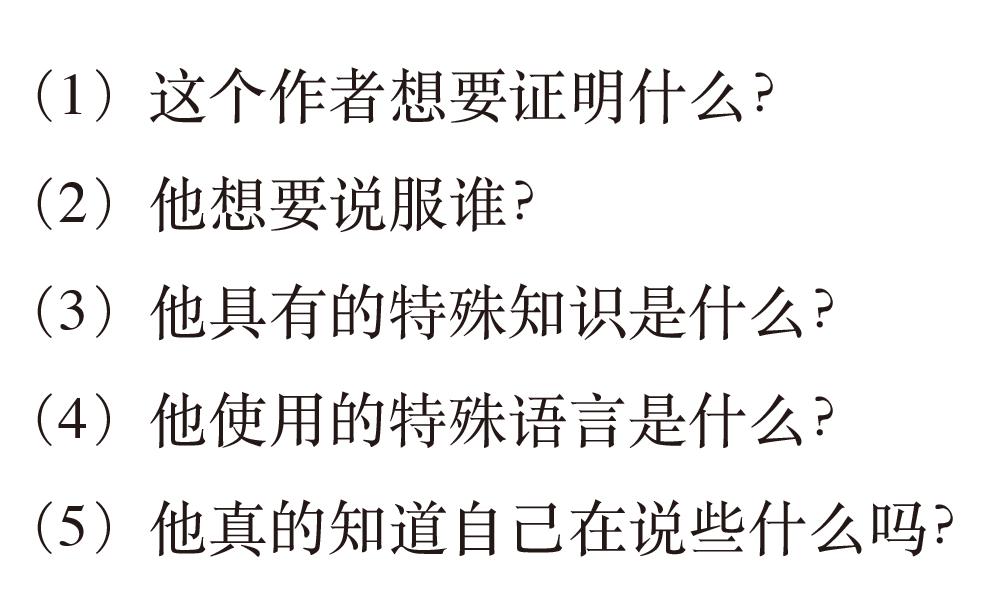 （1）这个作者想要证明什么?
（2）他想要说服谁?
（3）他具有的特殊知识是什么?
（4）他使用的特殊语言是什么?
（5）他真的知道自己在说些什么吗?